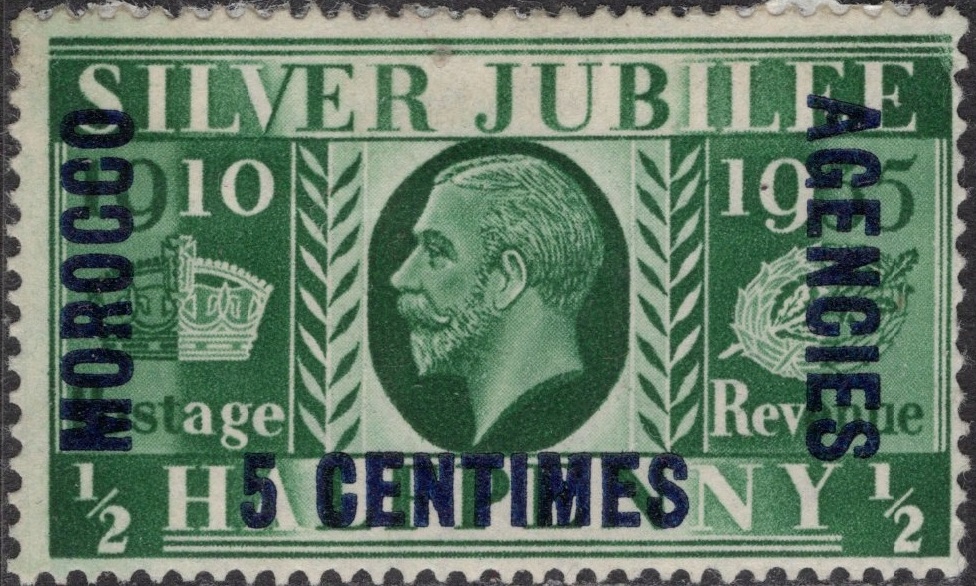 SILVER JUBILEE
1910 1935
MOROCCO
AGENCIES
Postage Revenue
½ HALFPENNY ½
5 CENTIMES